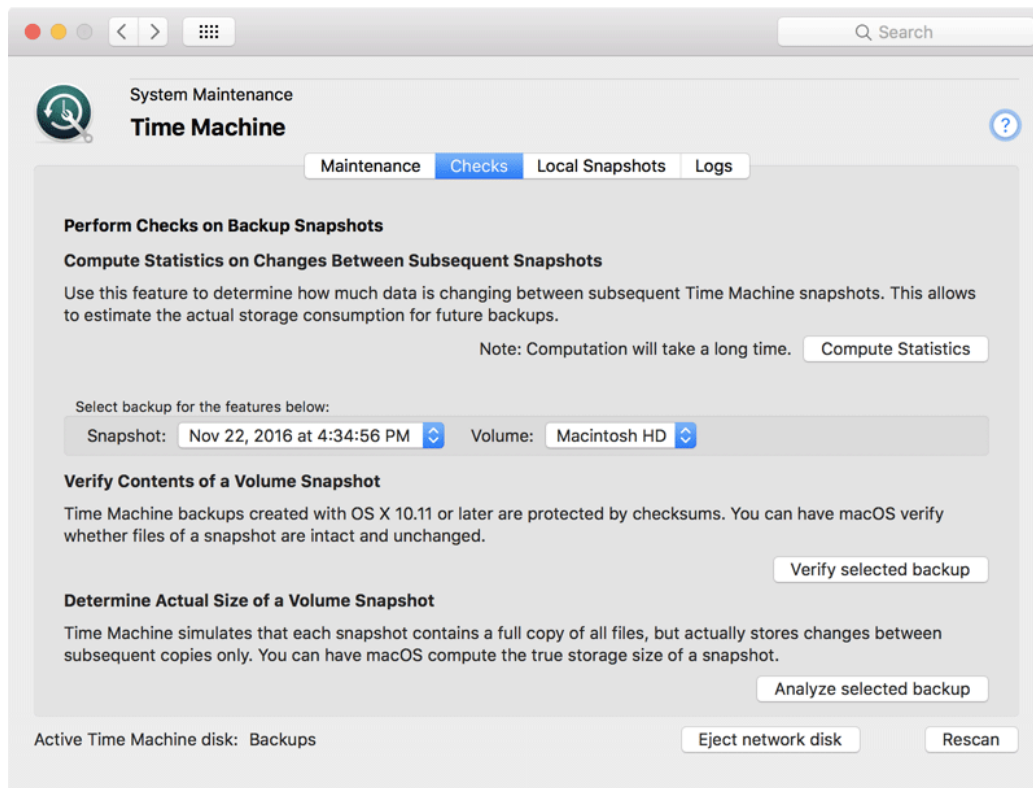 Search
System Maintenance
Time Machine
?
Maintenance
Checks
Local Snapshots
Logs
Perform Checks on Backup Snapshots
Compute Statistics on Changes Between Subsequent Snapshots
Use this feature to determine how much data is changing between subsequent Time Machine snapshots. This allows
to estimate the actual storage consumption for future backups.
Note: Computation will take a long time.
Compute Statistics
Select backup for the features below:
Snapshot: Nov 22, 2016 at 4:34:56 PM Volume: Macintosh HD
Verify Contents of a Volume Snapshot
Time Machine backups created with OS X 10.11 or later are protected by checksums. You can have macOS verify
whether files of a snapshot are intact and unchanged.
Verify selected backup
Determine Actual Size of a Volume Snapshot
Time Machine simulates that each snapshot contains a full copy of all files, but actually stores changes between
subsequent copies only. You can have macOS compute the true storage size of a snapshot.
Analyze selected backup
Active Time Machine disk: Backups
Eject network disk
Rescan